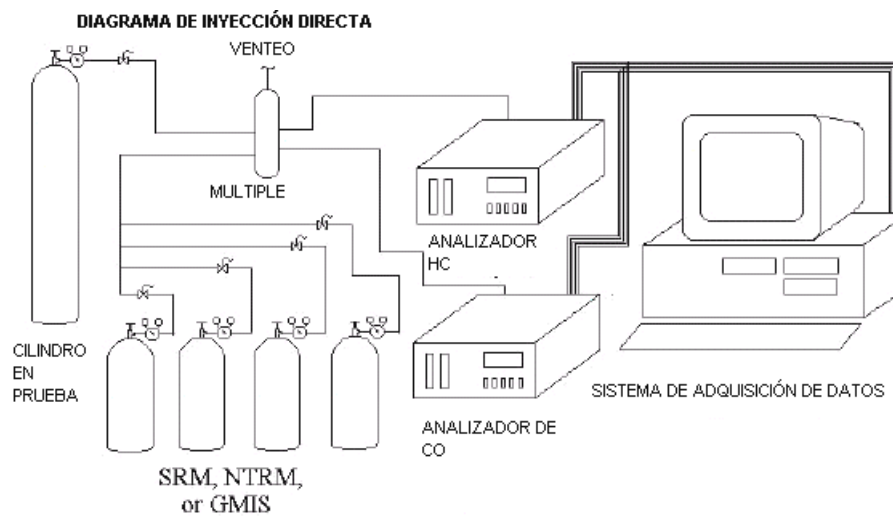 DIAGRAMA DE INYECCIÓN DIRECTA
VENTEO
MULTIPLE
ANALIZADOR
HC
CILINDRO
EN
PRUEBA
SISTEMA DE ADQUISICIÓN DE DATOS
ANALIZADOR DE
CO
SRM, NTRM,
or GMIS